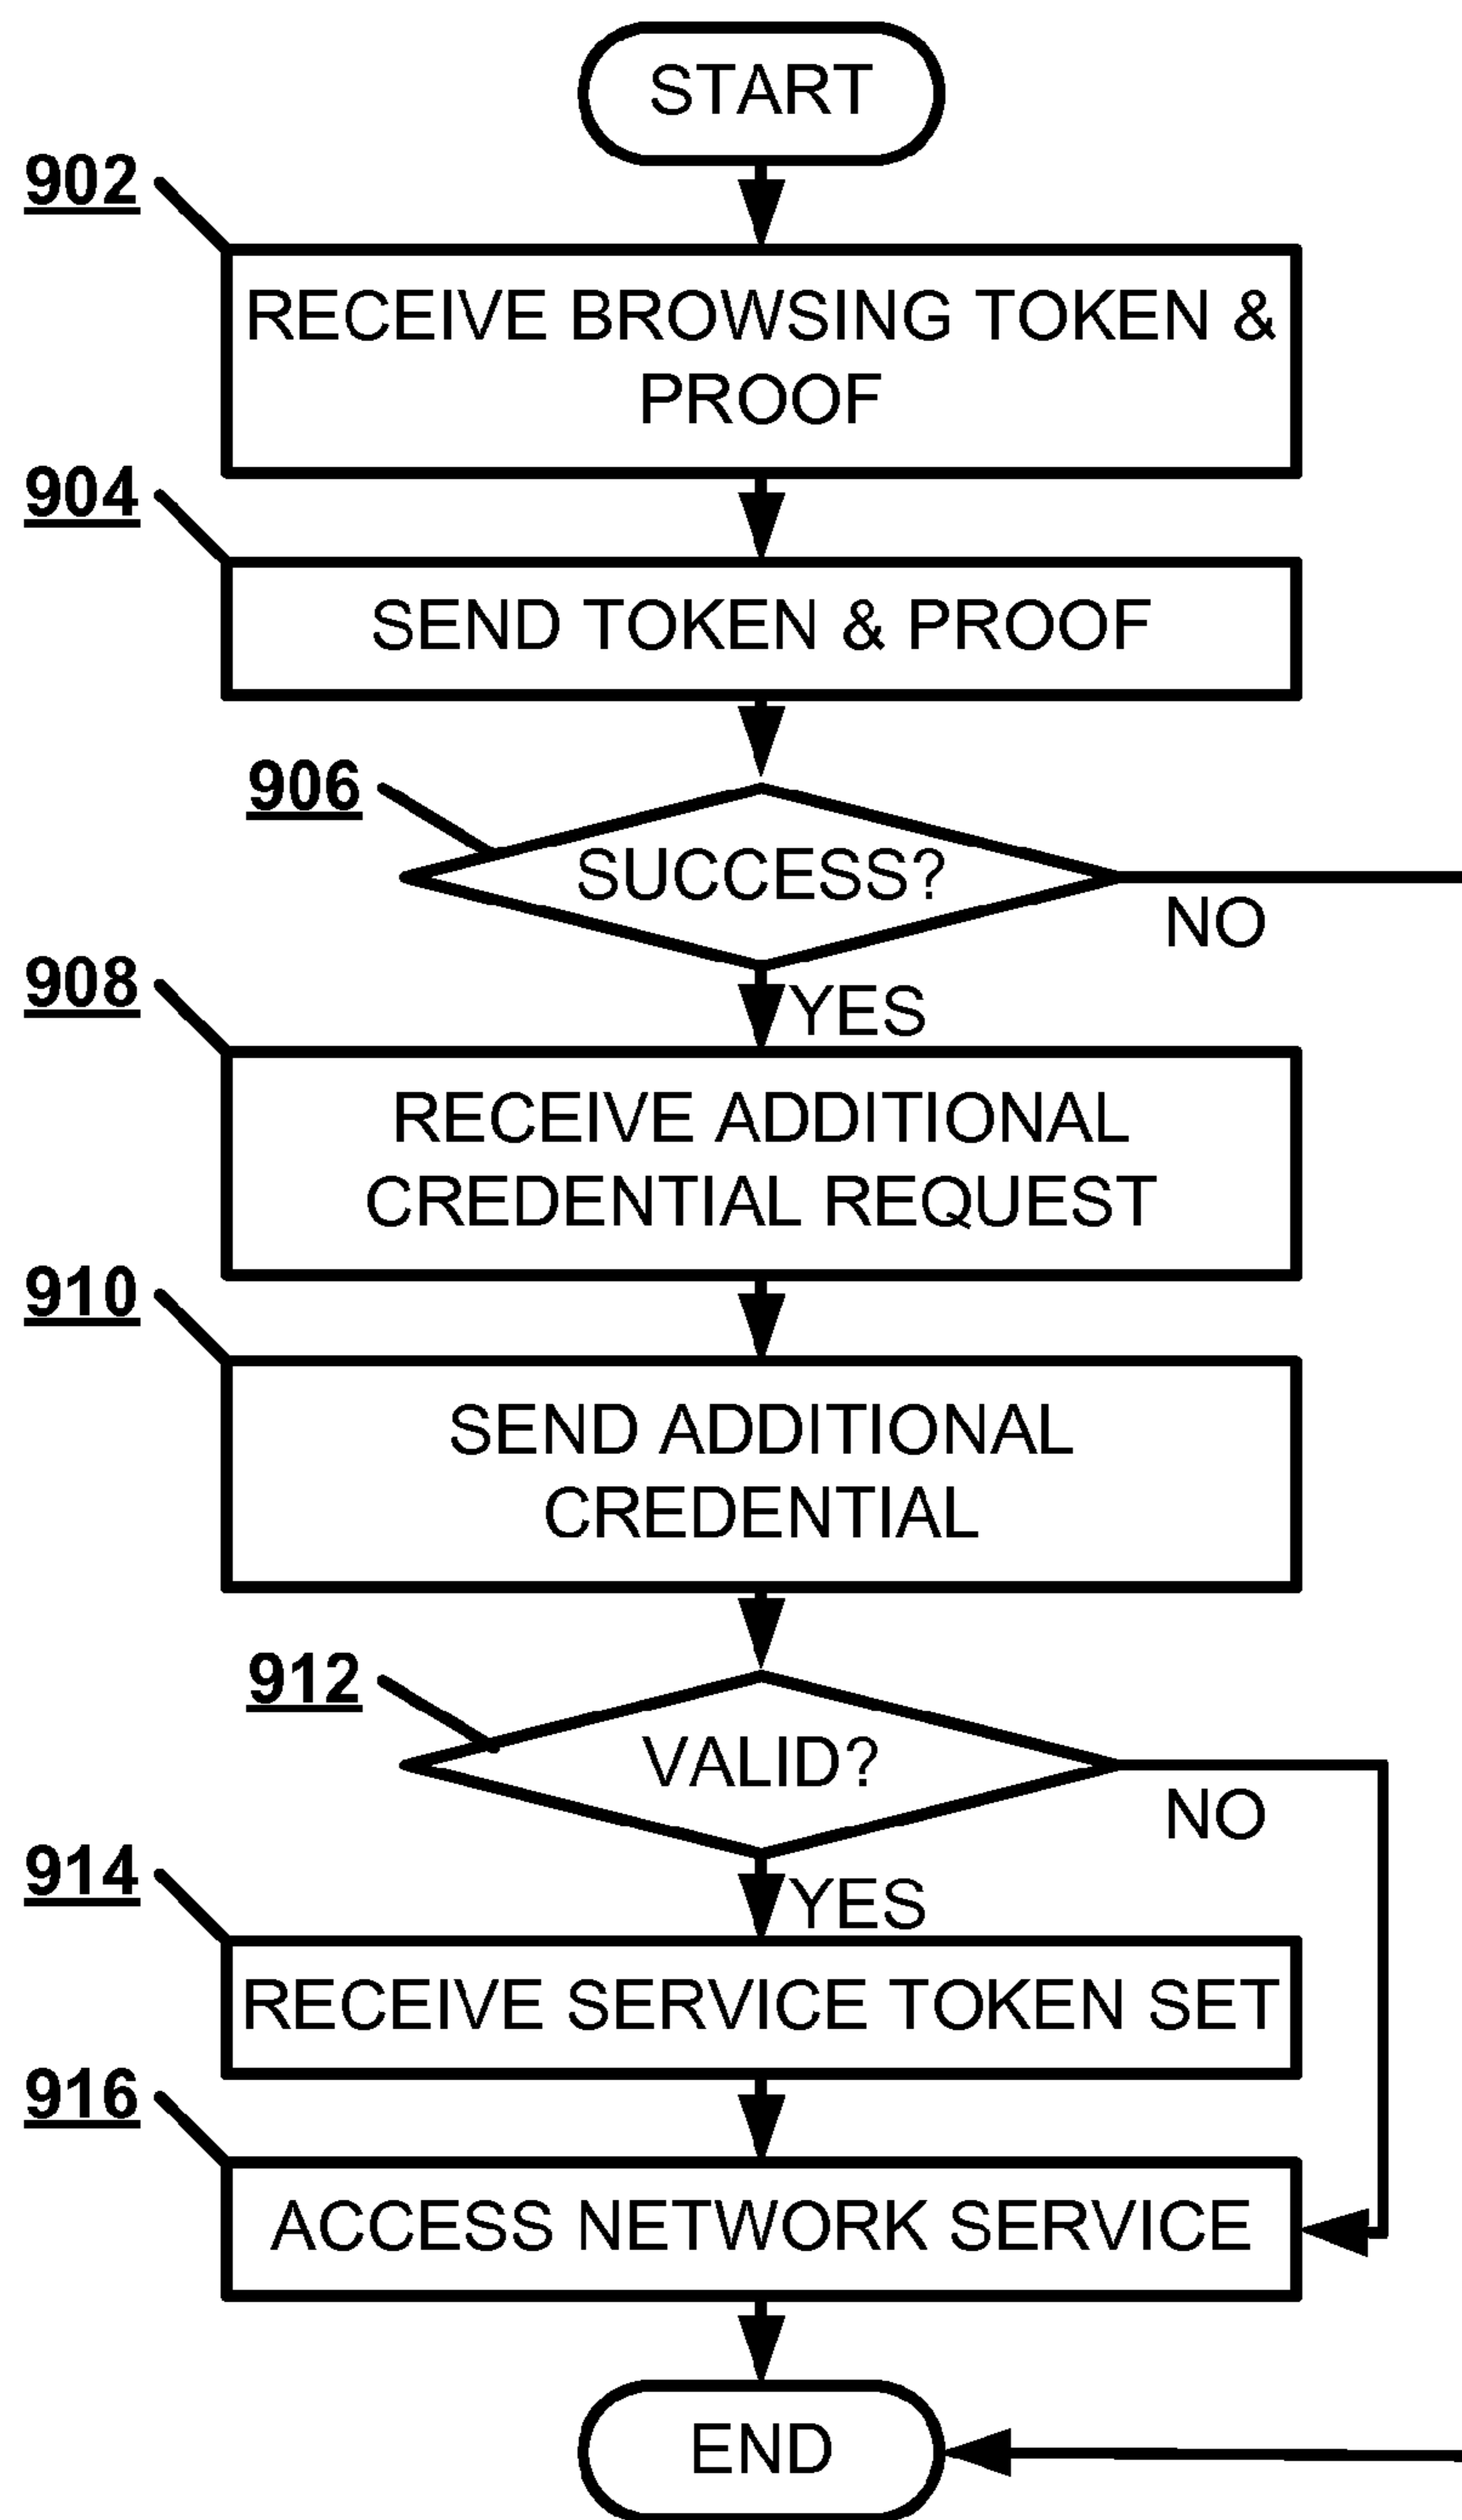 START
902
RECEIVE BROWSING TOKEN &
PROOF
904
SEND TOKEN & PROOF
906
SUCCESS?
NO
YES
908
RECEIVE ADDITIONAL
CREDENTIAL REQUEST
910
SEND ADDITIONAL
CREDENTIAL
912
VALID?
NO
YES
914
RECEIVE SERVICE TOKEN SET
916
ACCESS NETWORK SERVICE
END